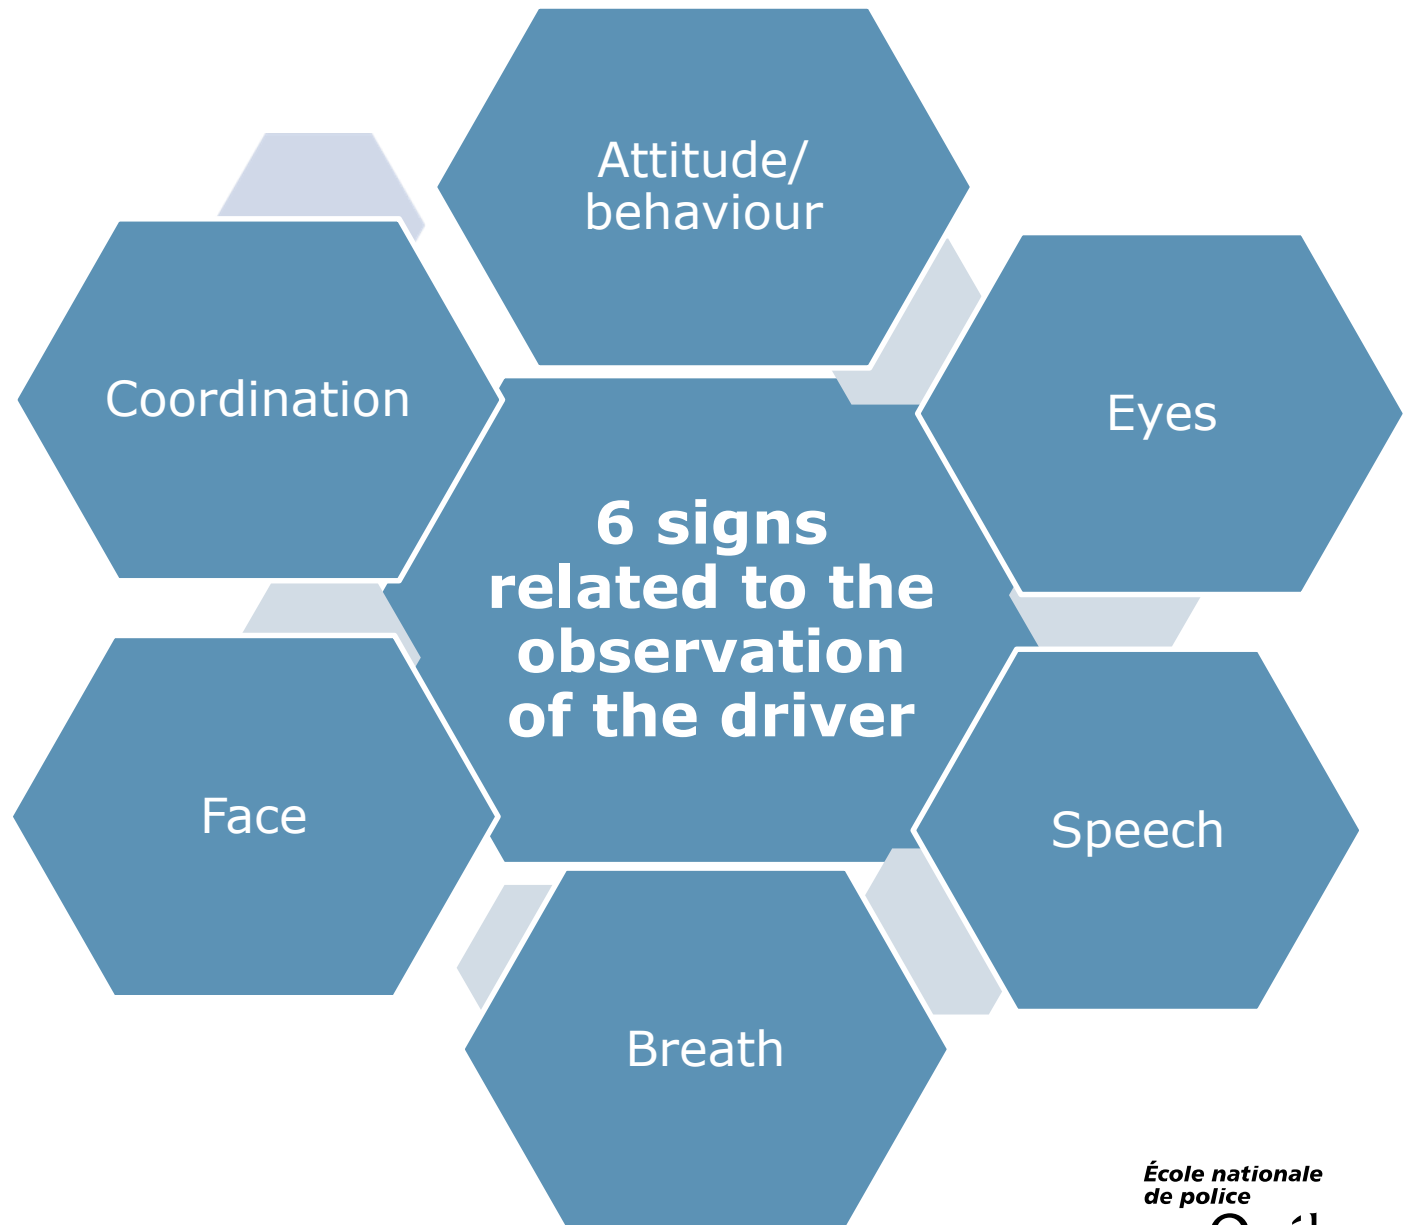 Attitude/
behaviour
Coordination
Eyes
6 signs
related to the
observation
of the driver
Face
Speech
Breath
École nationale
de police